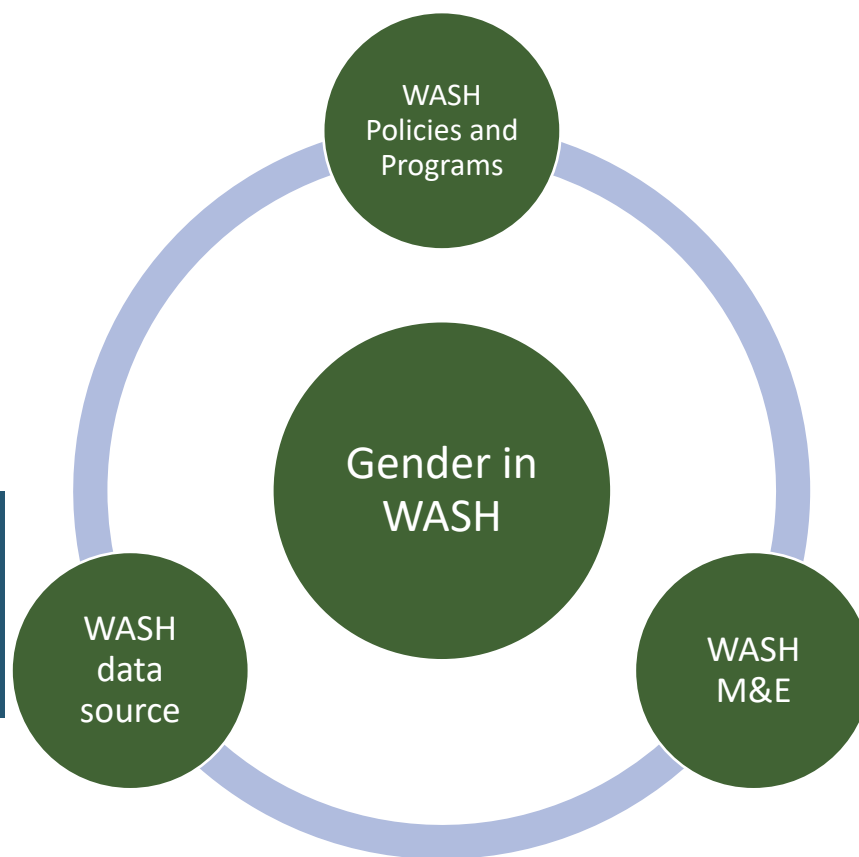 WASH
Policies and
Programs
Gender in
WASH
WASH
data
source
WASH
M&E